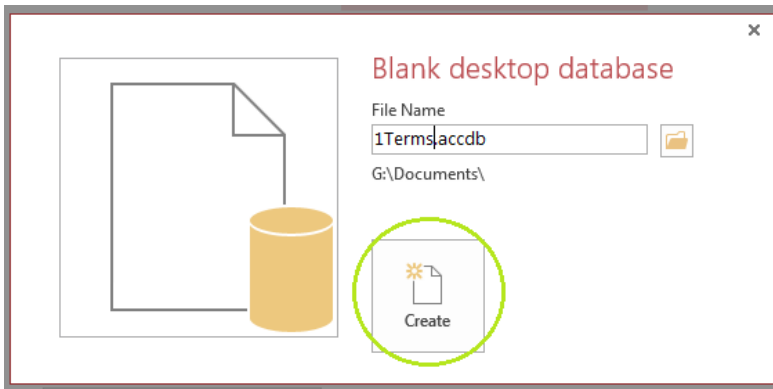 Blank desktop database
File Name
1Terms.accdb
G:\Documents\
Create